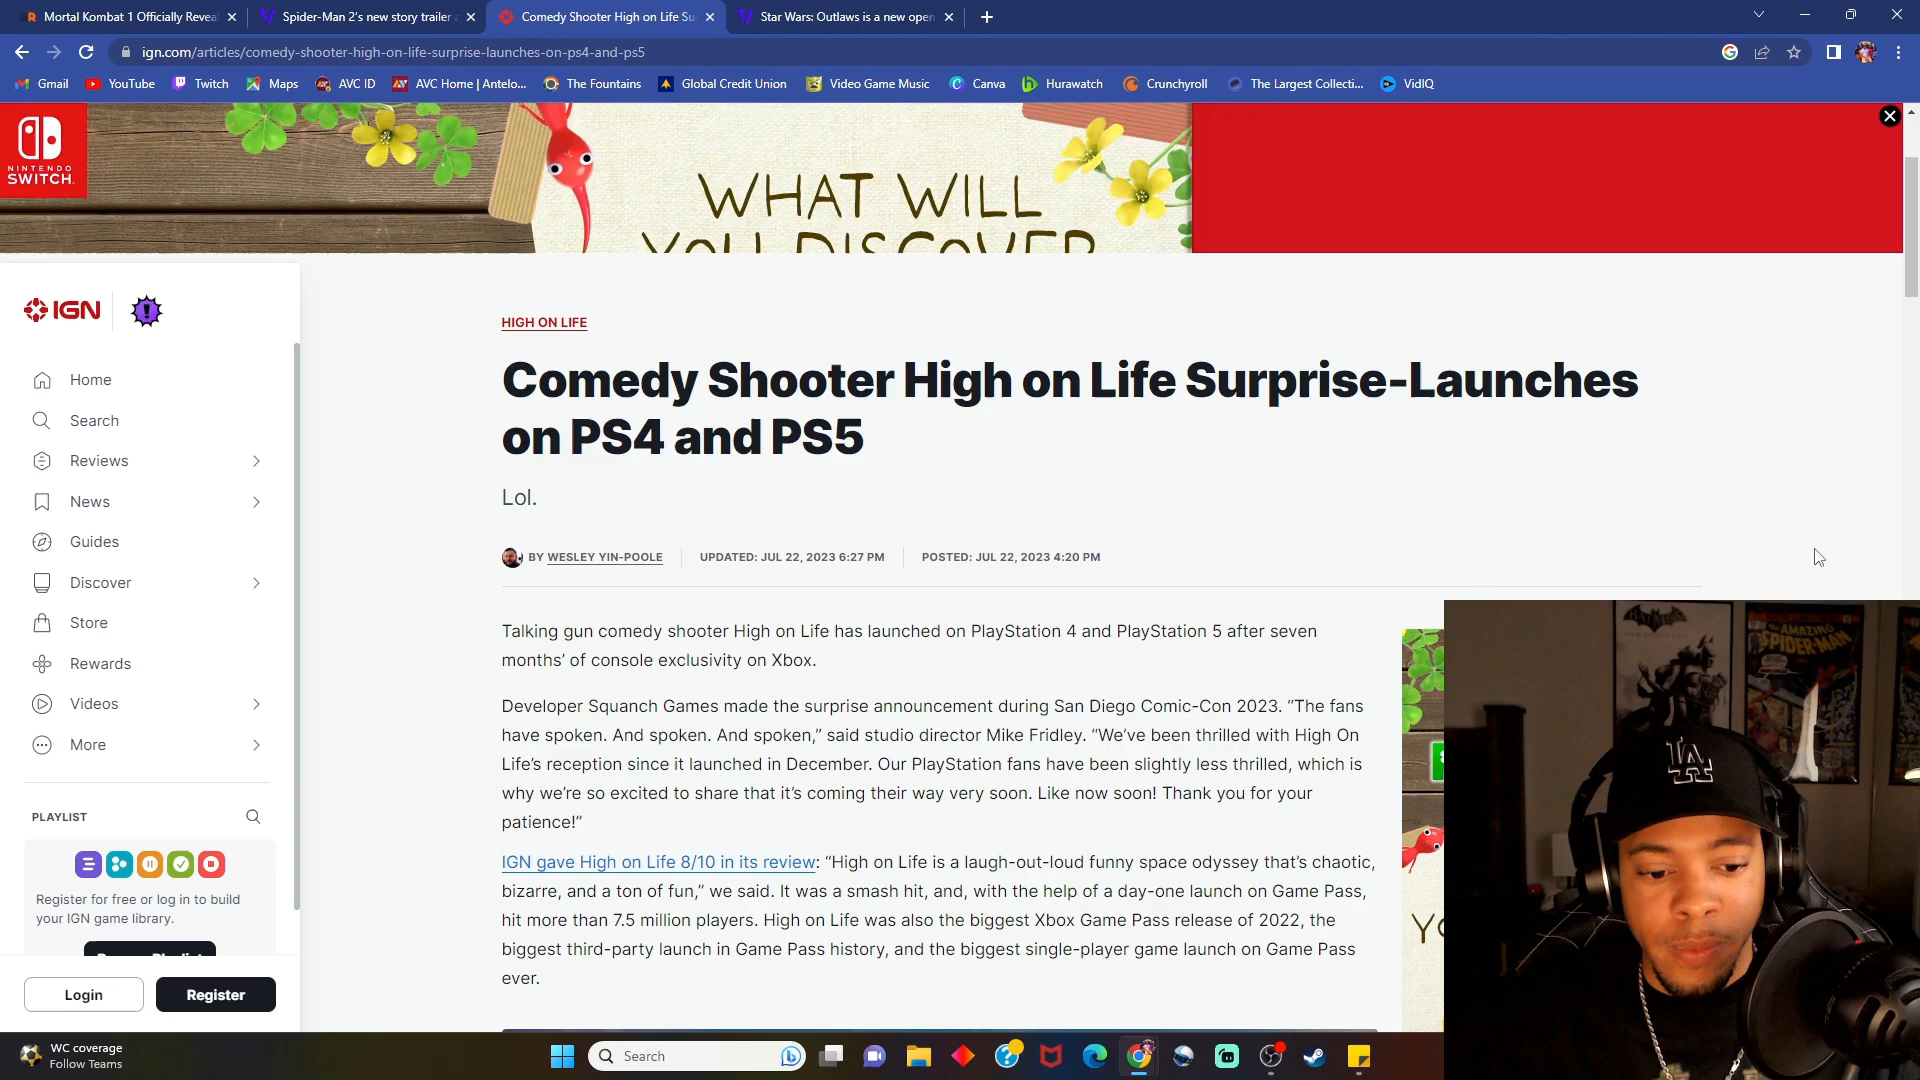 Mortal Kombat 1 Officially Revea
Spider-Man 2's new story trailer
Comedy Shooter High on Life Su
Star Wars: Outlaws is a new open
ign.com/articles/comedy-shooter-high-on-life-surprise-launches-on-ps4-and-ps5
Gmail
YouTube
Twitch
Maps
AVC ID
AVC Home | Antelo...
The Fountains
Global Credit Union
Video Game Music
Canva
Hurawatch
Crunchyroll
The Largest Collecti...
VidIQ
NINTENDO
SWITCH
WHAT WILL
YOU DISCOVER
IGN
Home
Search
Reviews
News
Guides
Discover
Store
Rewards
Videos
More
PLAYLIST
Register for free or log in to build
your IGN game library.
Login
Register
HIGH ON LIFE
Comedy Shooter High on Life Surprise-Launches
on PS4 and PS5
Lol.
BY WESLEY YIN-POOLE
UPDATED: JUL 22, 2023 6:27 PM
POSTED: JUL 22, 2023 4:20 PM
Talking gun comedy shooter High on Life has launched on PlayStation 4 and PlayStation 5 after seven
months’ of console exclusivity on Xbox.
Developer Squanch Games made the surprise announcement during San Diego Comic-Con 2023. “The fans
have spoken. And spoken. And spoken,” said studio director Mike Fridley. “We’ve been thrilled with High On
Life’s reception since it launched in December. Our PlayStation fans have been slightly less thrilled, which is
why we’re so excited to share that it’s coming their way very soon. Like now soon! Thank you for your
patience!”
IGN gave High on Life 8/10 in its review: “High on Life is a laugh-out-loud funny space odyssey that’s chaotic,
bizarre, and a ton of fun,” we said. It was a smash hit, and, with the help of a day-one launch on Game Pass,
hit more than 7.5 million players. High on Life was also the biggest Xbox Game Pass release of 2022, the
biggest third-party launch in Game Pass history, and the biggest single-player game launch on Game Pass
ever.
AMAZING
SPIDER-MAN
LA
WC coverage
Follow Teams
Search